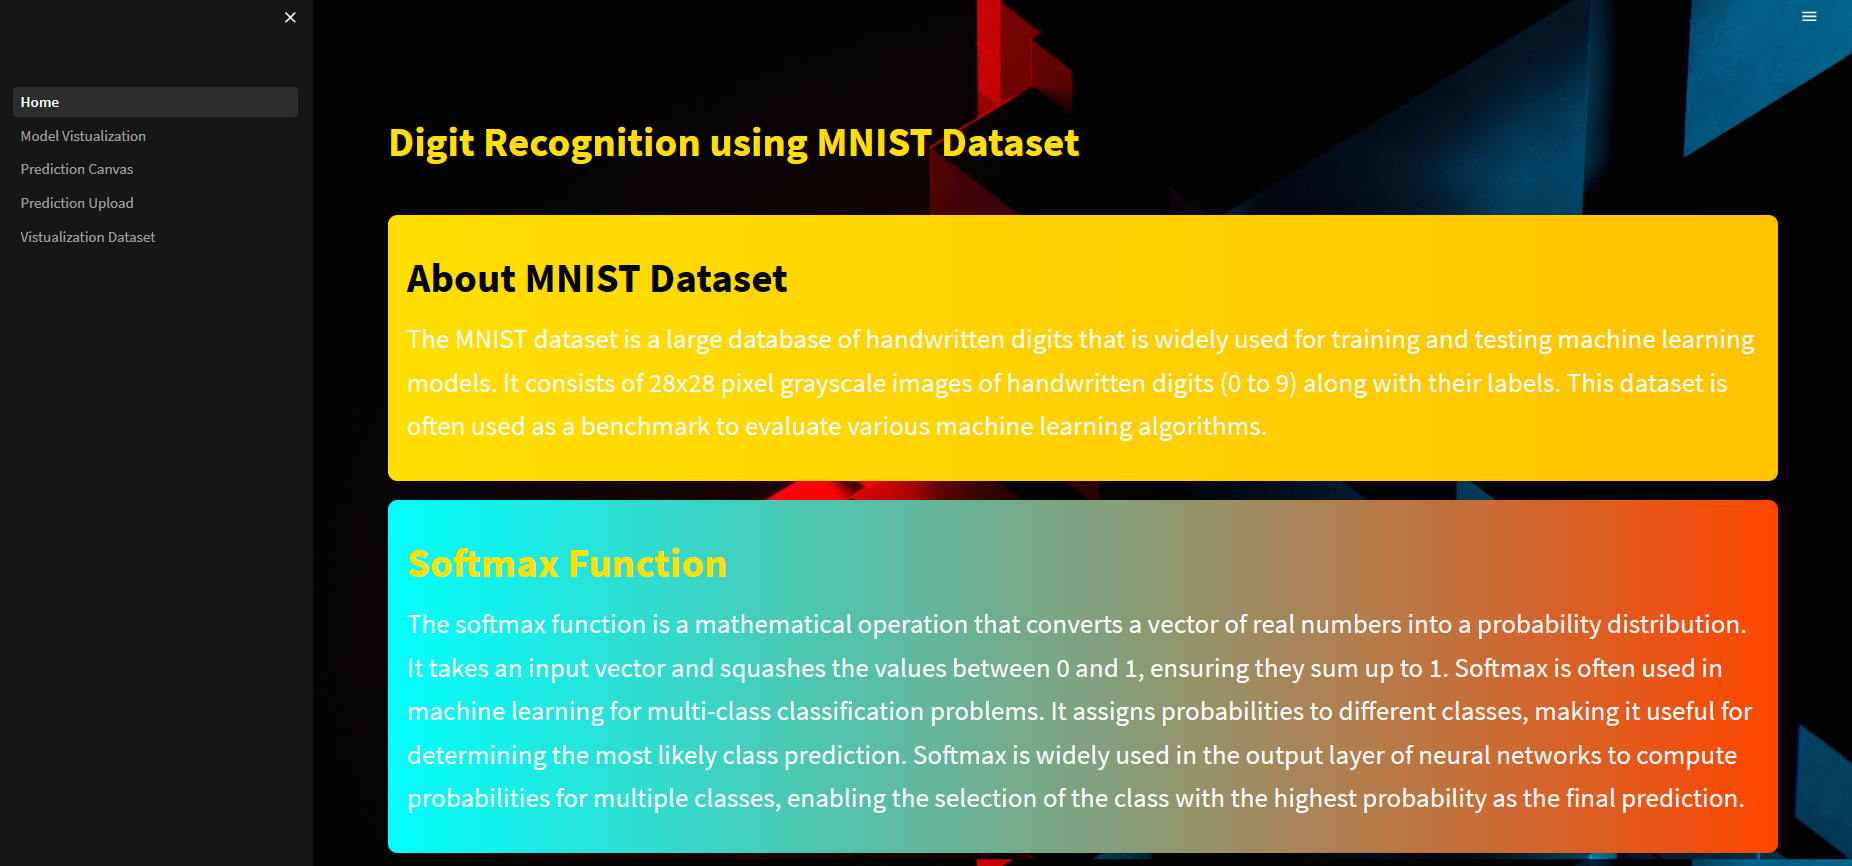 Home
Model Vistualization
Prediction Canvas
Prediction Upload
Vistualization Dataset
Digit Recognition using MNIST Dataset
About MNIST Dataset
The MNIST dataset is a large database of handwritten digits that is widely used for training and testing machine learning
models. It consists of 28x28 pixel grayscale images of handwritten digits (0 to 9) along with their labels. This dataset is
often used as a benchmark to evaluate various machine learning algorithms.
Softmax Function
The softmax function is a mathematical operation that converts a vector of real numbers into a probability distribution.
It takes an input vector and squashes the values between 0 and 1, ensuring they sum up to 1. Softmax is often used in
machine learning for multi-class classification problems. It assigns probabilities to different classes, making it useful for
determining the most likely class prediction. Softmax is widely used in the output layer of neural networks to compute
probabilities for multiple classes, enabling the selection of the class with the highest probability as the final prediction.